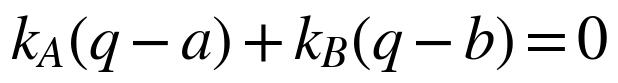 k_A(q − a) + k_B(q − b) = 0